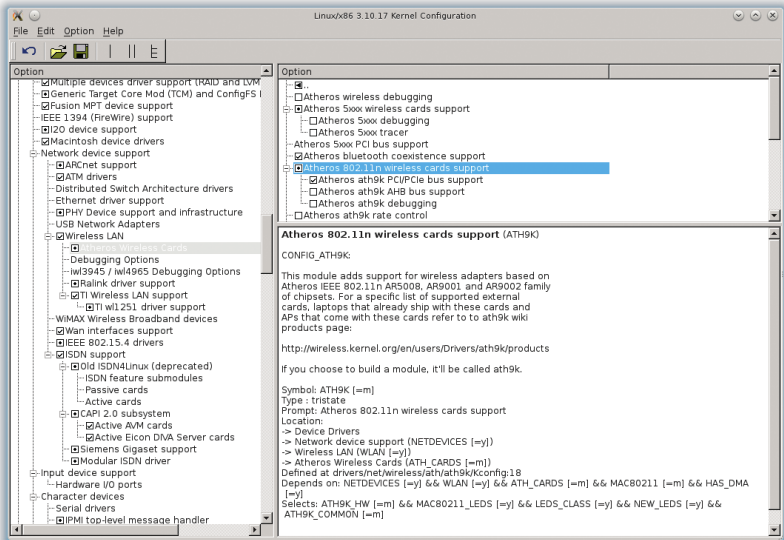 Linux/x86 3.10.17 Kernel Configuration
File Edit Option Help
Option
Multiple devices driver support (RAID and LVM
Generic Target Core Mod (TCM) and ConfigFS I
Fusion MPT device support
IEEE 1394 (FireWire) support
I2O device support
Macintosh device drivers
Network device support
ARCnet support
ATM drivers
Distributed Switch Architecture drivers
Ethernet driver support
PHY Device support and infrastructure
USB Network Adapters
Wireless LAN
Atheros Wireless Cards
Debugging Options
iwl3945 / iwl4965 Debugging Options
Ralink driver support
TI Wireless LAN support
TI wl1251 driver support
WiMAX Wireless Broadband devices
Wan interfaces support
IEEE 802.15.4 drivers
ISDN support
Old ISDN4Linux (deprecated)
ISDN feature submodules
Passive cards
Active cards
CAPI 2.0 subsystem
Active AVM cards
Active Eicon DIVA Server cards
Siemens Gigaset support
Modular ISDN driver
Input device support
Hardware I/O ports
Character devices
Serial drivers
IPMI top-level message handler
Option
..
Atheros wireless debugging
Atheros 5xxx wireless cards support
Atheros 5xxx debugging
Atheros 5xxx tracer
Atheros 5xxx PCI bus support
Atheros bluetooth coexistence support
Atheros 802.11n wireless cards support
Atheros ath9k PCI/PCIe bus support
Atheros ath9k AHB bus support
Atheros ath9k debugging
Atheros ath9k rate control
Atheros 802.11n wireless cards support (ATH9K)
CONFIG_ATH9K:
This module adds support for wireless adapters based on
Atheros IEEE 802.11n AR5008, AR9001 and AR9002 family
of chipsets. For a specific list of supported external
cards, laptops that already ship with these cards and
APs that come with these cards refer to to ath9k wiki
products page:
http://wireless.kernel.org/en/users/Drivers/ath9k/products
If you choose to build a module, it'll be called ath9k.
Symbol: ATH9K [=m]
Type : tristate
Prompt: Atheros 802.11n wireless cards support
Location:
-> Device Drivers
-> Network device support (NETDEVICES [=y])
-> Wireless LAN (WLAN [=y])
-> Atheros Wireless Cards (ATH_CARDS [=m])
Defined at drivers/net/wireless/ath/ath9k/Kconfig:18
Depends on: NETDEVICES [=y] && WLAN [=y] && ATH_CARDS [=m] && MAC80211 [=m] && HAS_DMA
[=y]
Selects: ATH9K_HW [=m] && MAC80211_LEDS [=y] && LEDS_CLASS [=y] && NEW_LEDS [=y] &&
ATH9K_COMMON [=m]